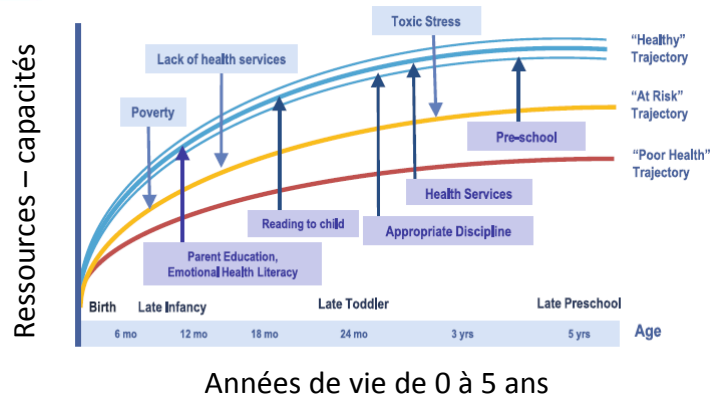 Toxic Stress
Lack of health services
Poverty
"Healthy"
Trajectory
"At Risk"
Trajectory
"Poor Health"
Trajectory
Pre-school
Health Services
Reading to child
Appropriate Discipline
Parent Education,
Emotional Health Literacy
Ressources – capacités
Birth
Late Infancy
Late Toddler
Late Preschool
6 mo
12 mo
18 mo
24 mo
3 yrs
5 yrs
Age
Années de vie de 0 à 5 ans